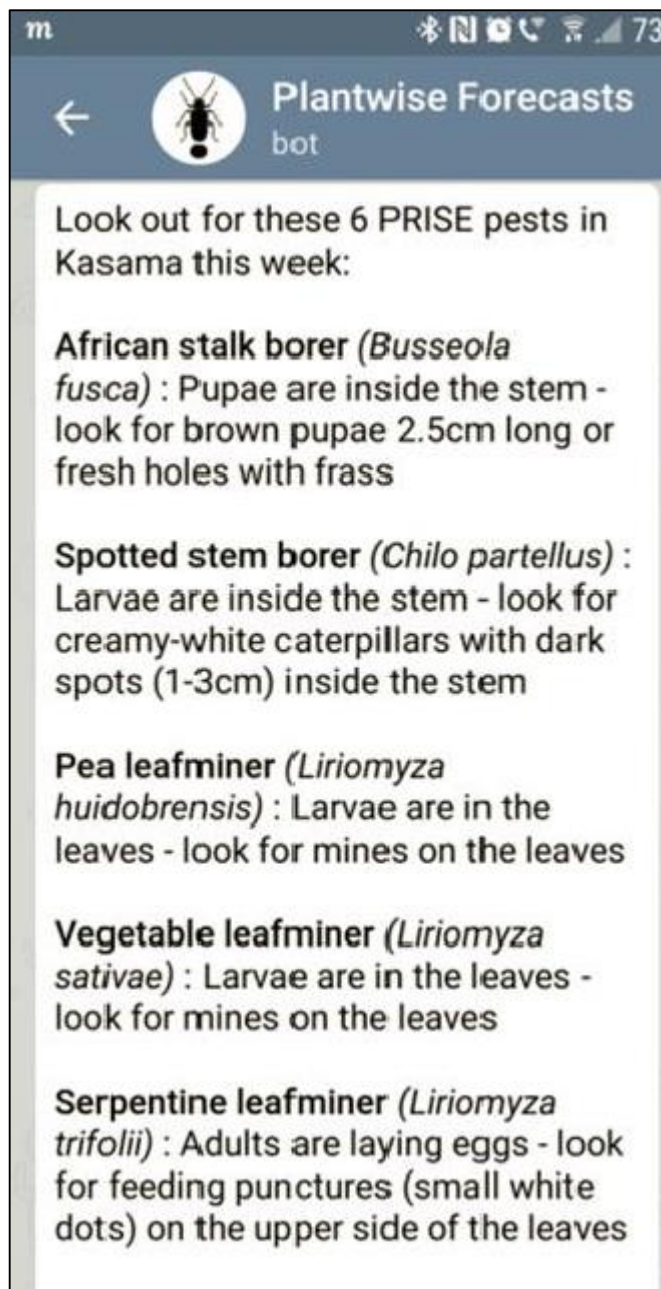 m 73
Plantwise Forecasts
bot
Look out for these 6 PRISE pests in
Kasama this week:
African stalk borer (Busseola
fusca) : Pupae are inside the stem -
look for brown pupae 2.5cm long or
fresh holes with frass
Spotted stem borer (Chilo partellus) :
Larvae are inside the stem - look for
creamy-white caterpillars with dark
spots (1-3cm) inside the stem
Pea leafminer (Liriomyza
huidobrensis) : Larvae are in the
leaves - look for mines on the leaves
Vegetable leafminer (Liriomyza
sativae) : Larvae are in the leaves -
look for mines on the leaves
Serpentine leafminer (Liriomyza
trifolii) : Adults are laying eggs - look
for feeding punctures (small white
dots) on the upper side of the leaves